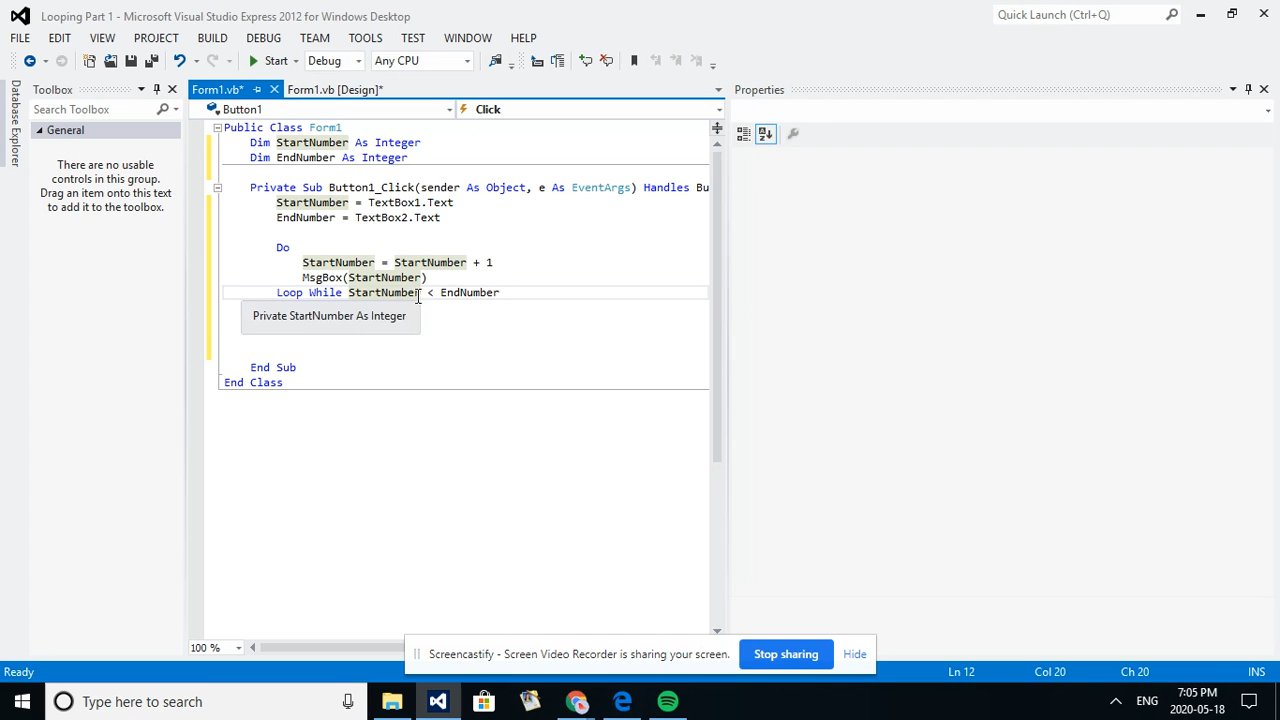 Looping Part 1 - Microsoft Visual Studio Express 2012 for Windows Desktop
Quick Launch (Ctrl+Q)
FILE EDIT VIEW PROJECT BUILD DEBUG TEAM TOOLS TEST WINDOW HELP
Start Debug Any CPU
Database Explorer
Toolbox
Search Toolbox
General
There are no usable
controls in this group.
Drag an item onto this text
to add it to the toolbox.
Form1.vb* Form1.vb [Design]*
Button1 Click
Public Class Form1
Dim StartNumber As Integer
Dim EndNumber As Integer
Private Sub Button1_Click(sender As Object, e As EventArgs) Handles Bu
StartNumber = TextBox1.Text
EndNumber = TextBox2.Text
Do
StartNumber = StartNumber + 1
MsgBox(StartNumber)
Loop While StartNumber < EndNumber
Private StartNumber As Integer
End Sub
End Class
100 %
Properties
Screencastify - Screen Video Recorder is sharing your screen. Stop sharing Hide
Ready Ln 12 Col 20 Ch 20 INS
Type here to search
ENG
7:05 PM
2020-05-18